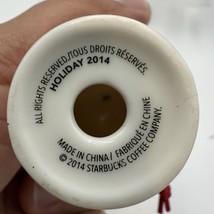 ALL RIGHTS RESERVED./TOUS DROITS RÉSERVÉS.
HOLIDAY 2014
MADE IN CHINA / FABRIQUÉ EN CHINE
© 2014 STARBUCKS COFFEE COMPANY.